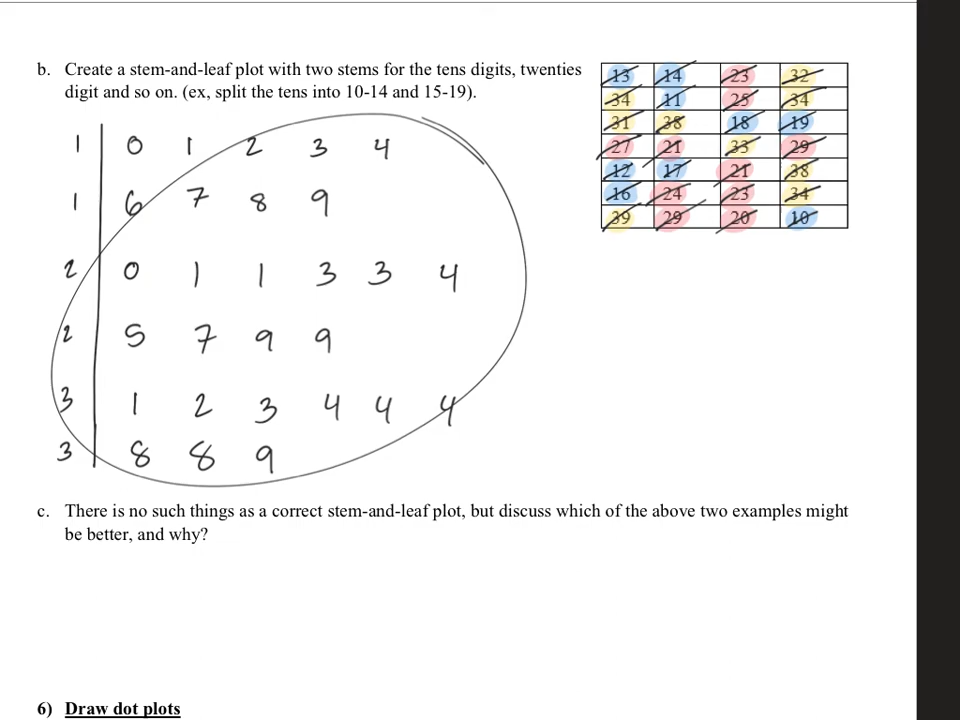 b. Create a stem-and-leaf plot with two stems for the tens digits, twenties
digit and so on. (ex, split the tens into 10-14 and 15-19).
13 14 23 32
34 11 25 34
31 38 18 19
27 21 33 29
12 17 21 38
16 24 23 34
39 29 20 10
1 | 0 1 2 3 4
1 | 6 7 8 9
2 | 0 1 1 3 3 4
2 | 5 7 9 9
3 | 1 2 3 4 4 4
3 | 8 8 9
c. There is no such things as a correct stem-and-leaf plot, but discuss which of the above two examples might
be better, and why?
6) Draw dot plots